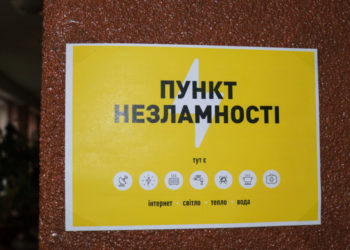 ПУНКТ
НЕЗЛАМНОСТІ
тут є
інтернет · світло · тепло · вода